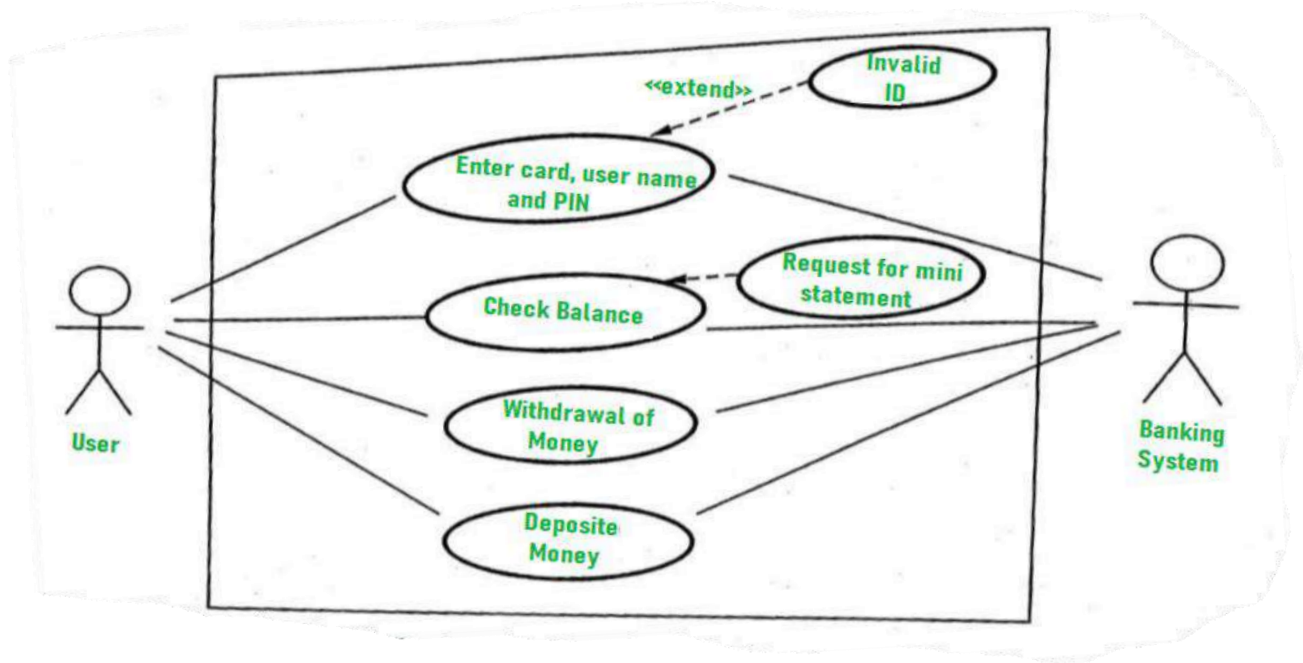 Invalid
ID
«extend»
Enter card, user name
and PIN
Request for mini
statement
Check Balance
Withdrawal of
Money
User
Banking
System
Deposite
Money